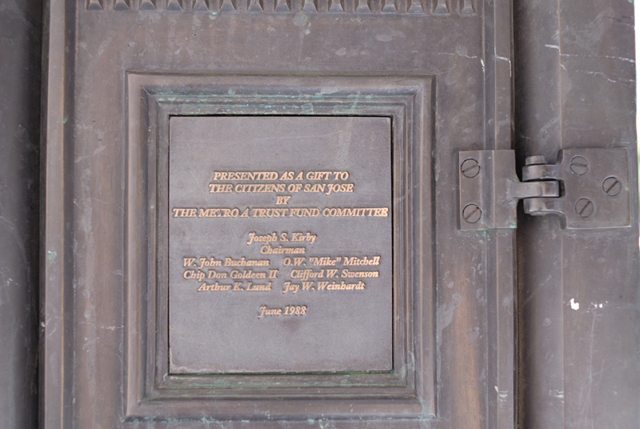 PRESENTED AS A GIFT TO
THE CITIZENS OF SAN JOSE
BY
THE METRO A TRUST FUND COMMITTEE
Joseph S. Kirby
Chairman
W. John Buchanan O.W. "Mike" Mitchell
Chip Don Goldeen II Clifford W. Swenson
Arthur K. Lund Jay W. Weinhardt
June 1988